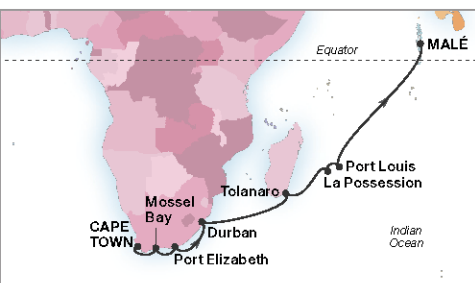 MALÉ
Equator
Port Louis
La Possession
Tolanaro
Mossel
Bay
CAPE
TOWN
Durban
Port Elizabeth
Indian
Ocean